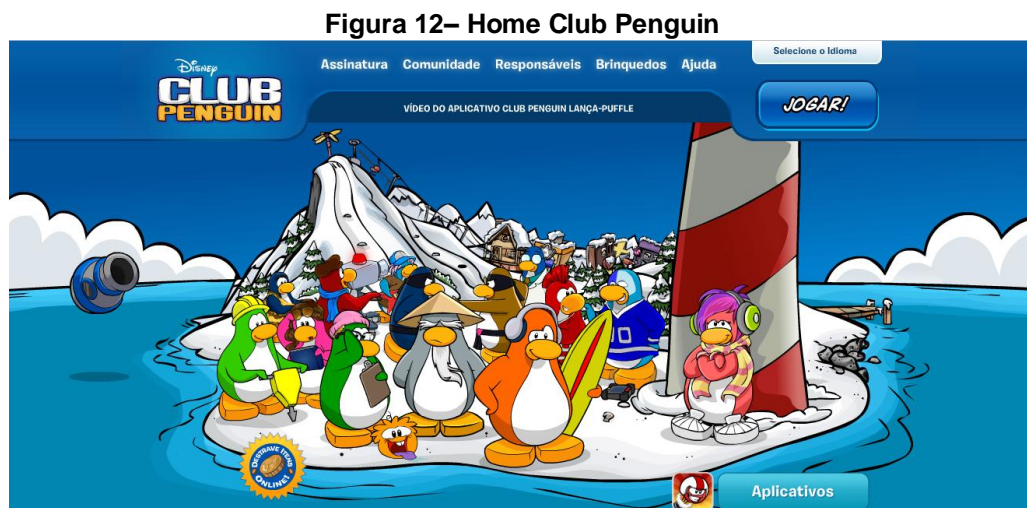 Figura 12– Home Club Penguin
Selecione o Idioma
Disney
CLUB
PENGUIN
Assinatura Comunidade Responsáveis Brinquedos Ajuda
JOGAR!
VÍDEO DO APLICATIVO CLUB PENGUIN LANÇA-PUFFLE
DESTRAVE ITENS
ONLINE!
Aplicativos